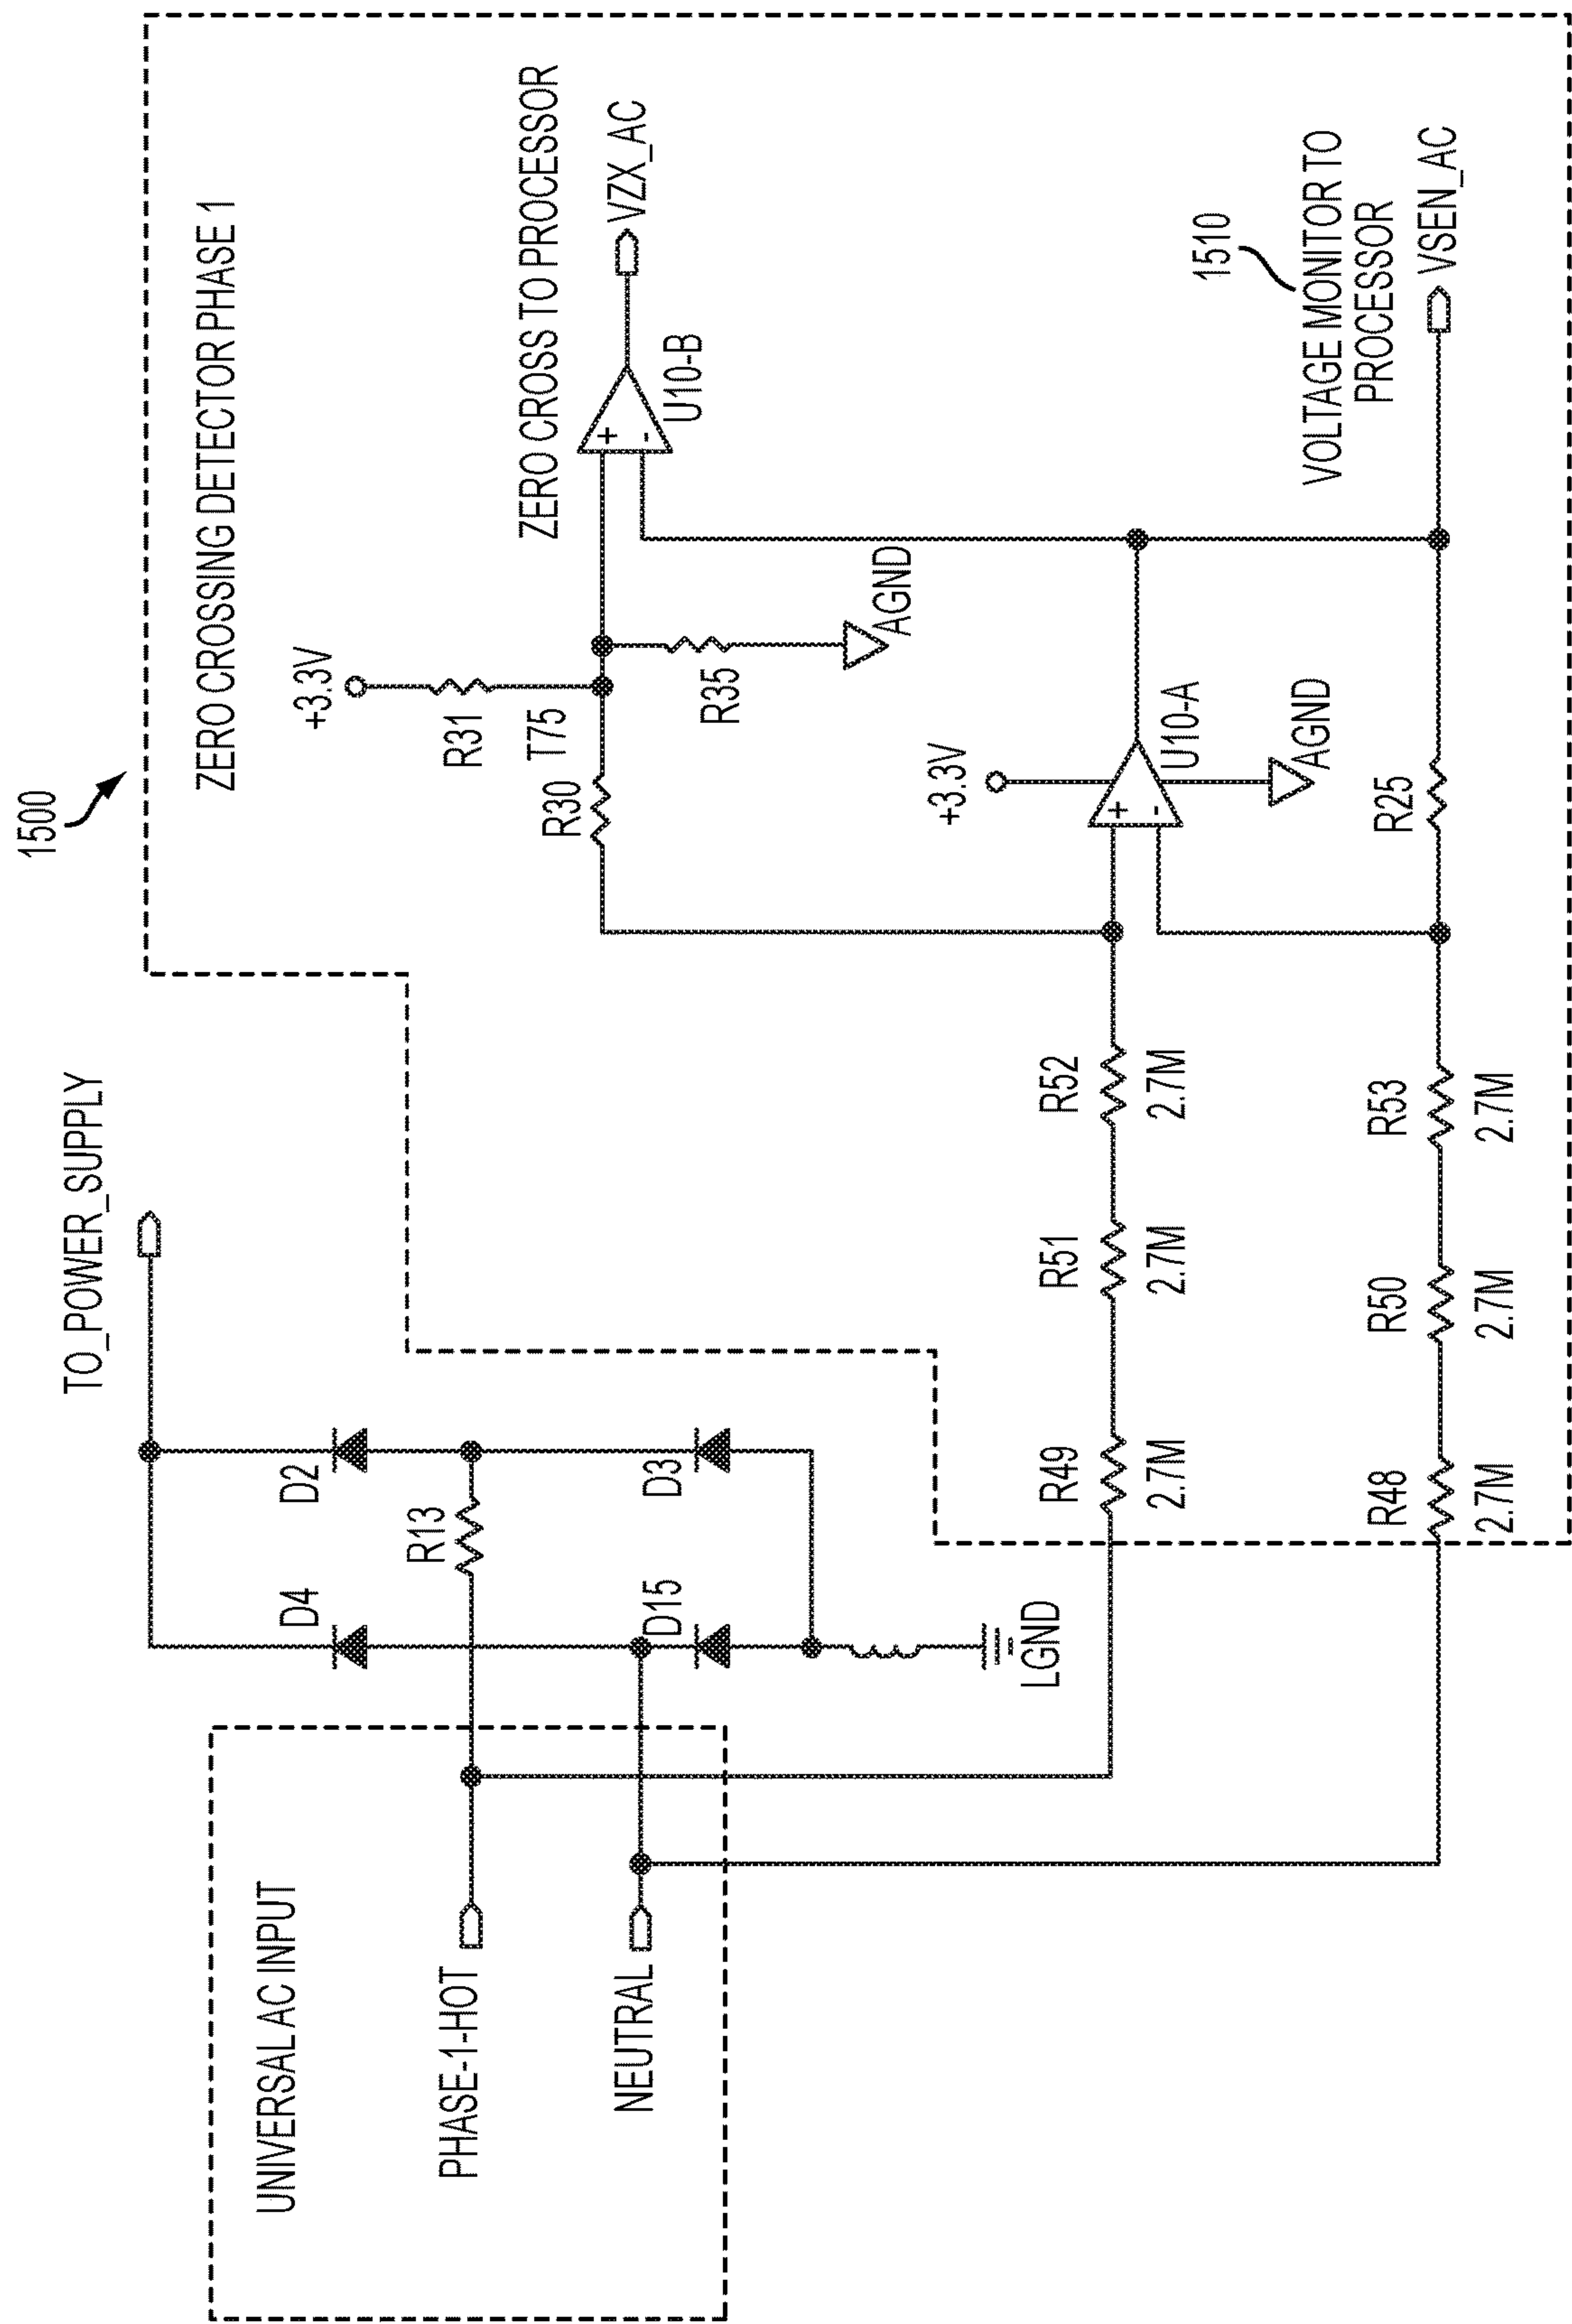 1500
ZERO CROSSING DETECTOR PHASE 1
+3.3V
R31
T75
R30
R35
AGND
ZERO CROSS TO PROCESSOR
+
-
U10-B
VZX_AC
+3.3V
+
-
U10-A
AGND
R25
1510
VOLTAGE MONITOR TO
PROCESSOR
VSEN_AC
TO_POWER_SUPPLY
D4
D2
R13
D15
D3
LGND
UNIVERSAL AC INPUT
PHASE-1-HOT
NEUTRAL
R49
2.7M
R51
2.7M
R52
2.7M
R48
2.7M
R50
2.7M
R53
2.7M